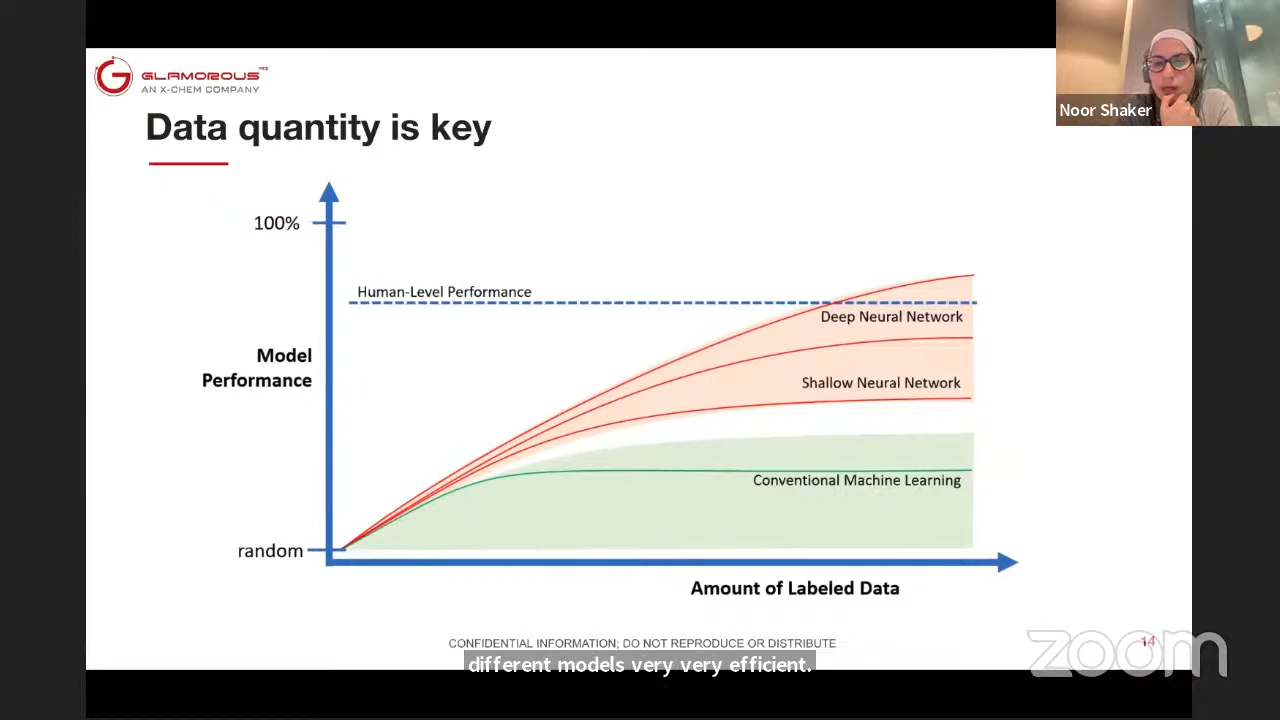 GLAMOROUS
AN X-CHEM COMPANY
Noor Shaker
Data quantity is key
100%
Human-Level Performance
Deep Neural Network
Model
Performance
Shallow Neural Network
Conventional Machine Learning
random
Amount of Labeled Data
CONFIDENTIAL INFORMATION; DO NOT REPRODUCE OR DISTRIBUTE
14
zoom
different models very very efficient.